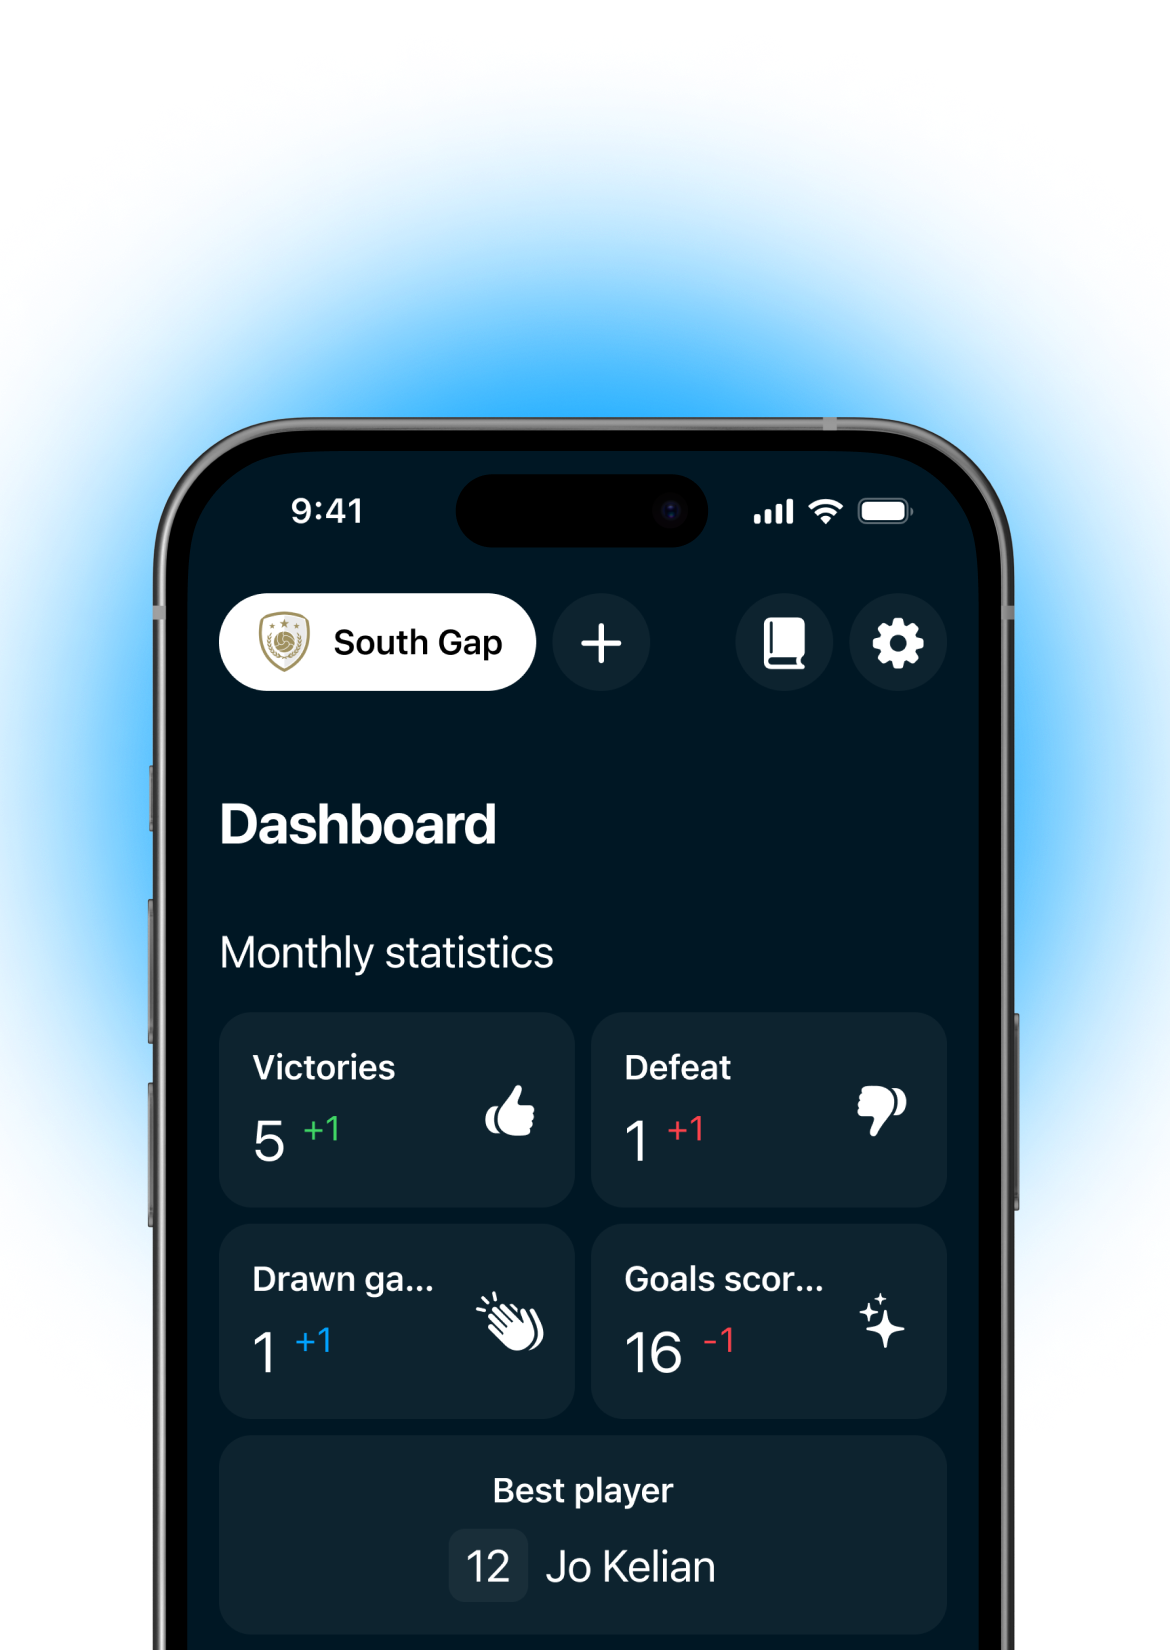 9:41
South Gap
Dashboard
Monthly statistics
Victories
5 +1
Defeat
1 +1
Drawn ga...
1 +1
Goals scor...
16 -1
Best player
12 Jo Kelian